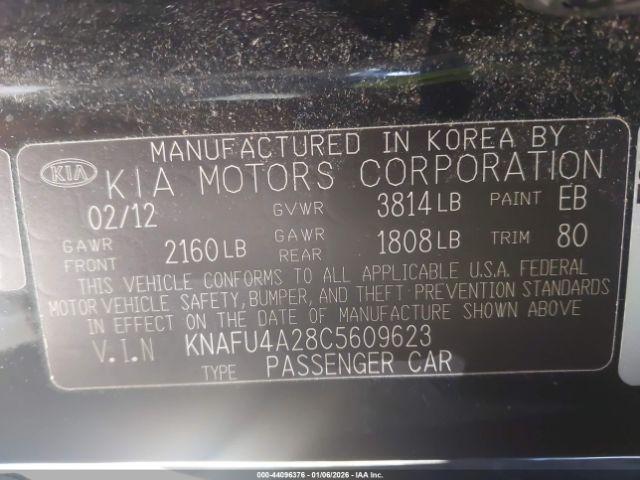 MANUFACTURED IN KOREA BY
KIA KIA MOTORS CORPORATION
02/12 GVWR 3814 LB PAINT EB
GAWR FRONT 2160 LB GAWR REAR 1808 LB TRIM 80
THIS VEHICLE CONFORMS TO ALL APPLICABLE U.S.A. FEDERAL
MOTOR VEHICLE SAFETY, BUMPER, AND THEFT PREVENTION STANDARDS
IN EFFECT ON THE DATE OF MANUFACTURE SHOWN ABOVE
V.I.N KNAFU4A28C5609623
TYPE PASSENGER CAR
000-44096376 | 01/06/2026 | IAA Inc.